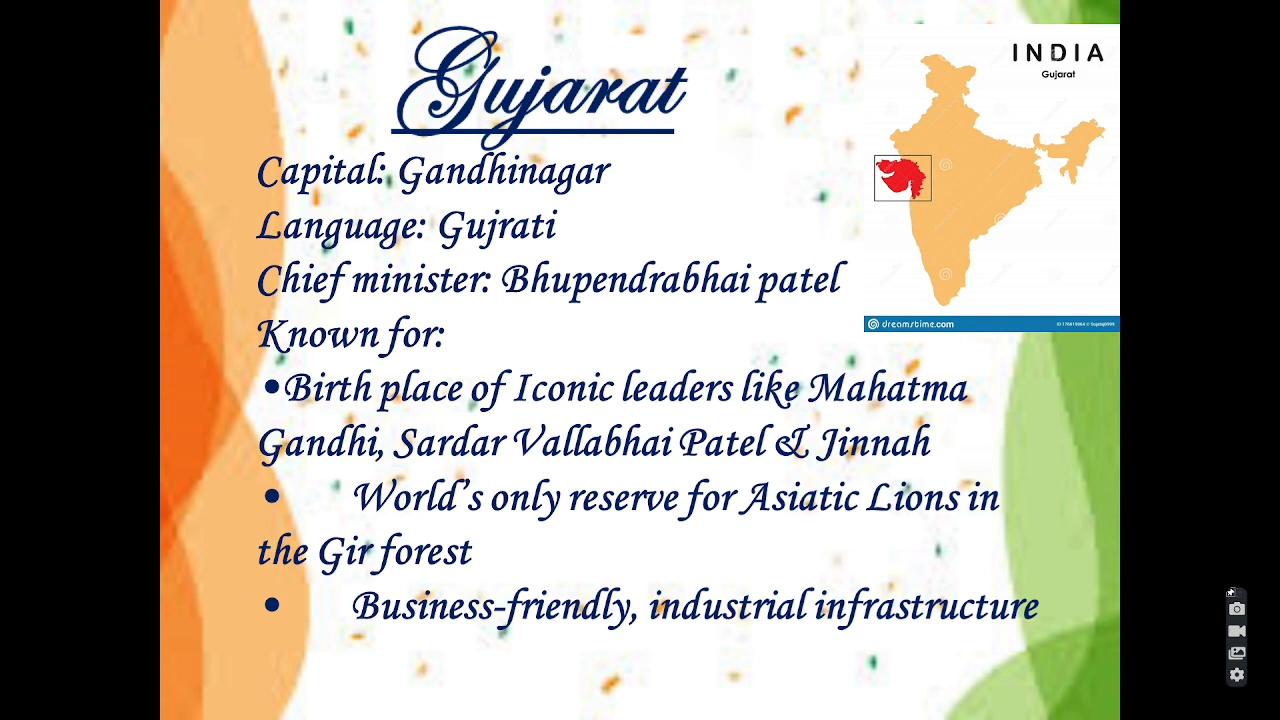 Gujarat
INDIA
Gujarat
Capital: Gandhinagar
Language: Gujrati
Chief minister: Bhupendrabhai patel
Known for:
•Birth place of Iconic leaders like Mahatma
Gandhi, Sardar Vallabhai Patel & Jinnah
• World's only reserve for Asiatic Lions in
the Gir forest
• Business-friendly, industrial infrastructure
dreamstime.com